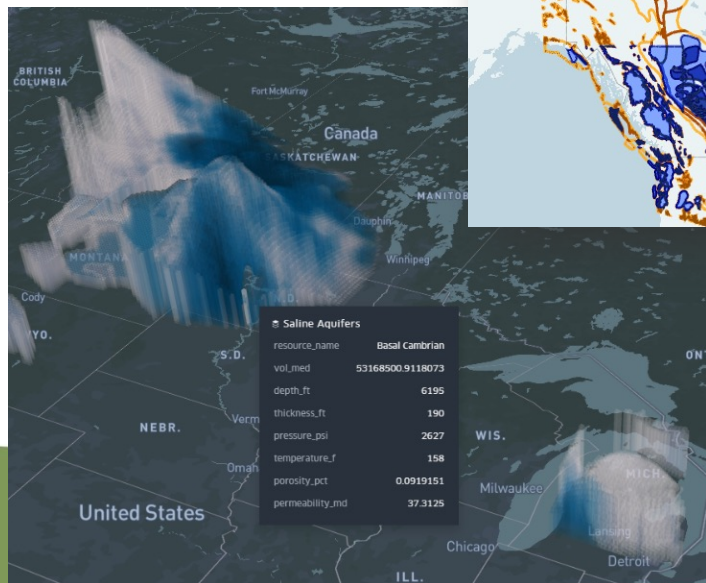 BRITISH
COLUMBIA
Fort McMurray
Canada
SASKATCHEWAN
MANITOB
Dauphin
MONTANA
Winnipeg
Cody
YO.
N.D.
S.D.
Saline Aquifers
resource_name Basal Cambrian
vol_med 53168500.9118073
depth_ft 6195
thickness_ft 190
pressure_psi 2627
temperature_f 158
porosity_pct 0.0919151
permeability_md 37.3125
ONT
NEBR.
Verm
WIS.
Omah
MICH.
Milwaukee
United States
Lansing
Chicago
Detroit
ILL.